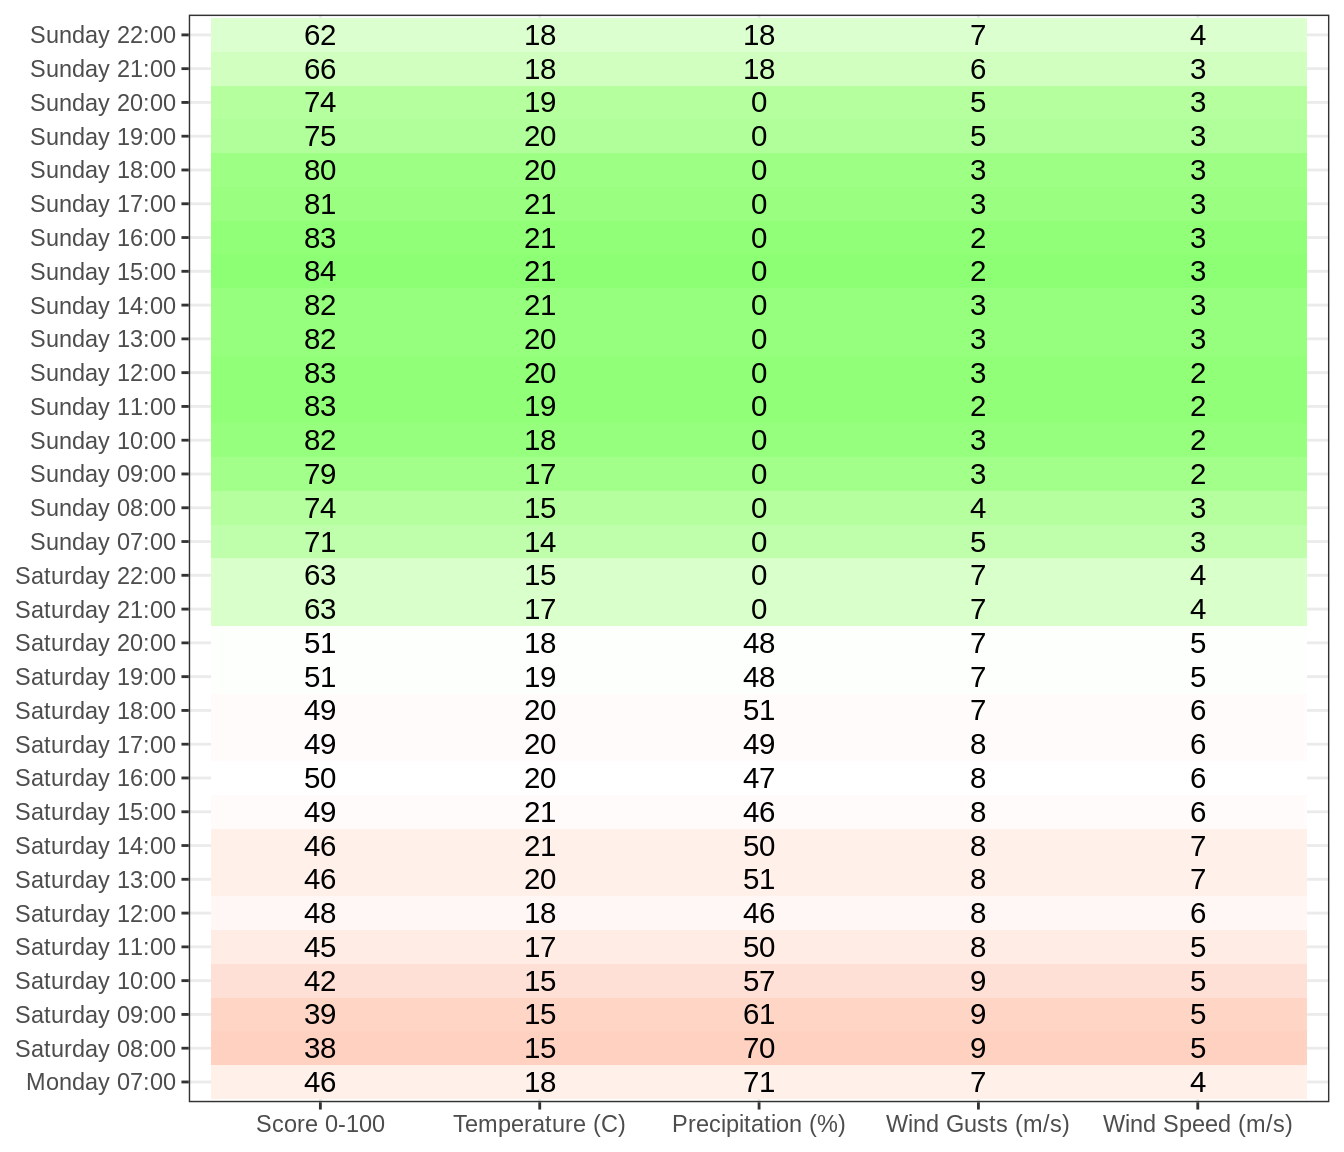 Sunday 22:00 62 18 18 7 4
Sunday 21:00 66 18 18 6 3
Sunday 20:00 74 19 0 5 3
Sunday 19:00 75 20 0 5 3
Sunday 18:00 80 20 0 3 3
Sunday 17:00 81 21 0 3 3
Sunday 16:00 83 21 0 2 3
Sunday 15:00 84 21 0 2 3
Sunday 14:00 82 21 0 3 3
Sunday 13:00 82 20 0 3 3
Sunday 12:00 83 20 0 3 2
Sunday 11:00 83 19 0 2 2
Sunday 10:00 82 18 0 3 2
Sunday 09:00 79 17 0 3 2
Sunday 08:00 74 15 0 4 3
Sunday 07:00 71 14 0 5 3
Saturday 22:00 63 15 0 7 4
Saturday 21:00 63 17 0 7 4
Saturday 20:00 51 18 48 7 5
Saturday 19:00 51 19 48 7 5
Saturday 18:00 49 20 51 7 6
Saturday 17:00 49 20 49 8 6
Saturday 16:00 50 20 47 8 6
Saturday 15:00 49 21 46 8 6
Saturday 14:00 46 21 50 8 7
Saturday 13:00 46 20 51 8 7
Saturday 12:00 48 18 46 8 6
Saturday 11:00 45 17 50 8 5
Saturday 10:00 42 15 57 9 5
Saturday 09:00 39 15 61 9 5
Saturday 08:00 38 15 70 9 5
Monday 07:00 46 18 71 7 4
Score 0-100 Temperature (C) Precipitation (%) Wind Gusts (m/s) Wind Speed (m/s)